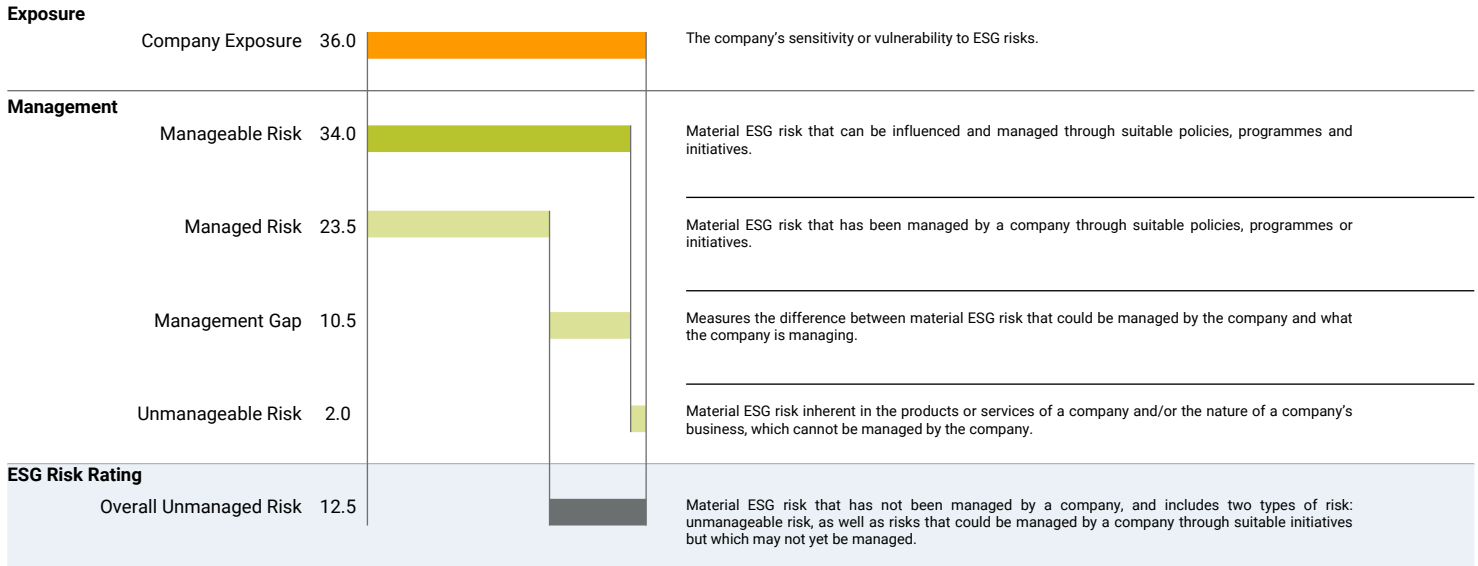 Exposure
Company Exposure 36.0
The company’s sensitivity or vulnerability to ESG risks.
Management
Manageable Risk 34.0
Material ESG risk that can be influenced and managed through suitable policies, programmes and
initiatives.
Managed Risk 23.5
Material ESG risk that has been managed by a company through suitable policies, programmes or
initiatives.
Management Gap 10.5
Measures the difference between material ESG risk that could be managed by the company and what
the company is managing.
Unmanageable Risk 2.0
Material ESG risk inherent in the products or services of a company and/or the nature of a company’s
business, which cannot be managed by the company.
ESG Risk Rating
Overall Unmanaged Risk 12.5
Material ESG risk that has not been managed by a company, and includes two types of risk:
unmanageable risk, as well as risks that could be managed by a company through suitable initiatives
but which may not yet be managed.